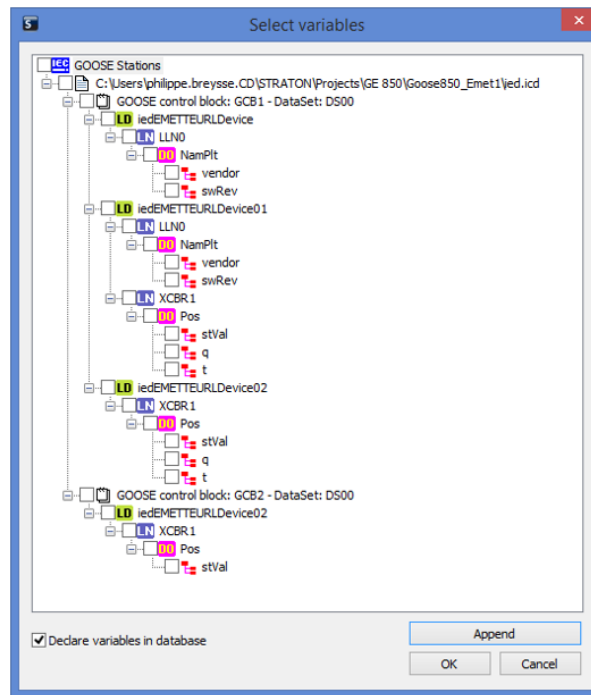 S
Select variables
IEC GOOSE Stations
C:\Users\philippe.breysse.CD\STRATON\Projects\GE 850\Goose850_Emet1\ied.icd
GOOSE control block: GCB1 - DataSet: DS00
LD iedEMETTEURLDevice
LN LLN0
DO NamPlt
vendor
swRev
LD iedEMETTEURLDevice01
LN LLN0
DO NamPlt
vendor
swRev
LN XCBR1
DO Pos
stVal
q
t
LD iedEMETTEURLDevice02
LN XCBR1
DO Pos
stVal
q
t
GOOSE control block: GCB2 - DataSet: DS00
LD iedEMETTEURLDevice02
LN XCBR1
DO Pos
stVal
Declare variables in database
Append
OK Cancel